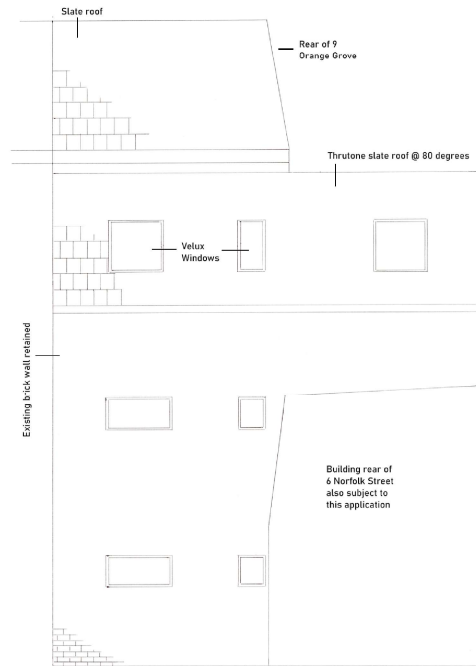 Slate roof
Rear of 9
Orange Grove
Thrutone slate roof @ 80 degrees
Velux
Windows
Existing brick wall retained
Building rear of
6 Norfolk Street
also subject to
this application